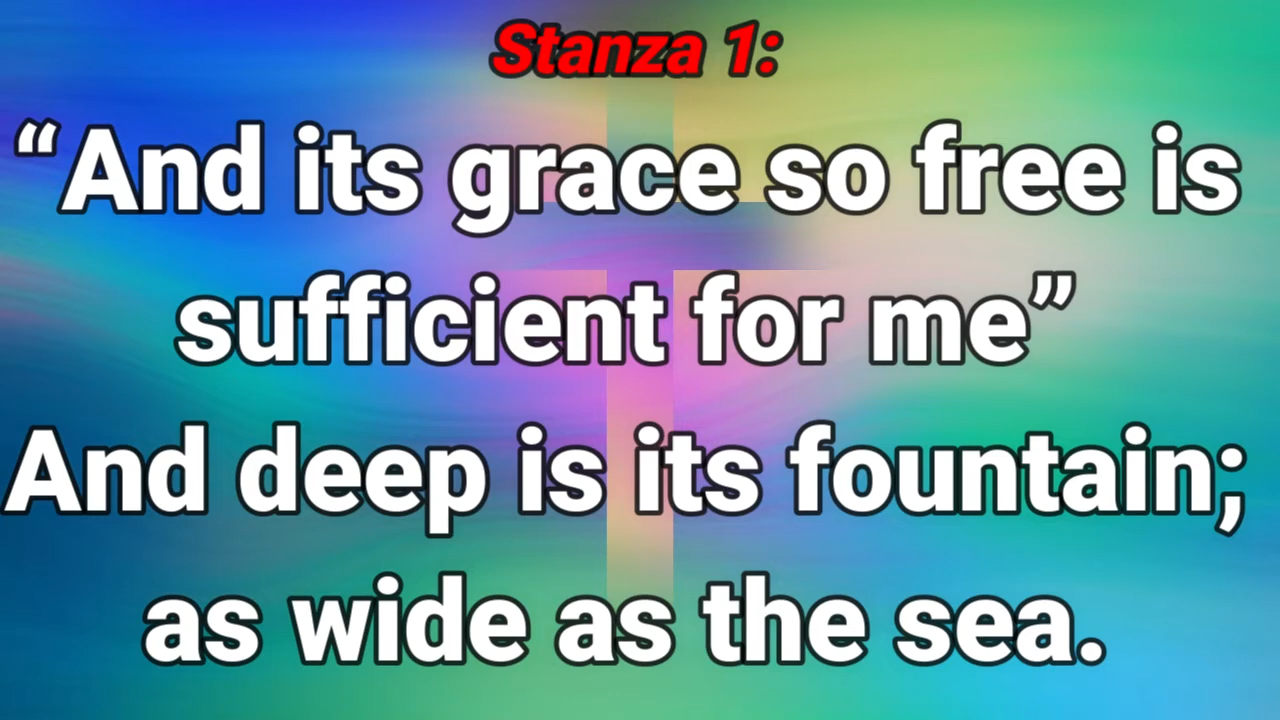 Stanza 1:
“And its grace so free is
sufficient for me”
And deep is its fountain;
as wide as the sea.